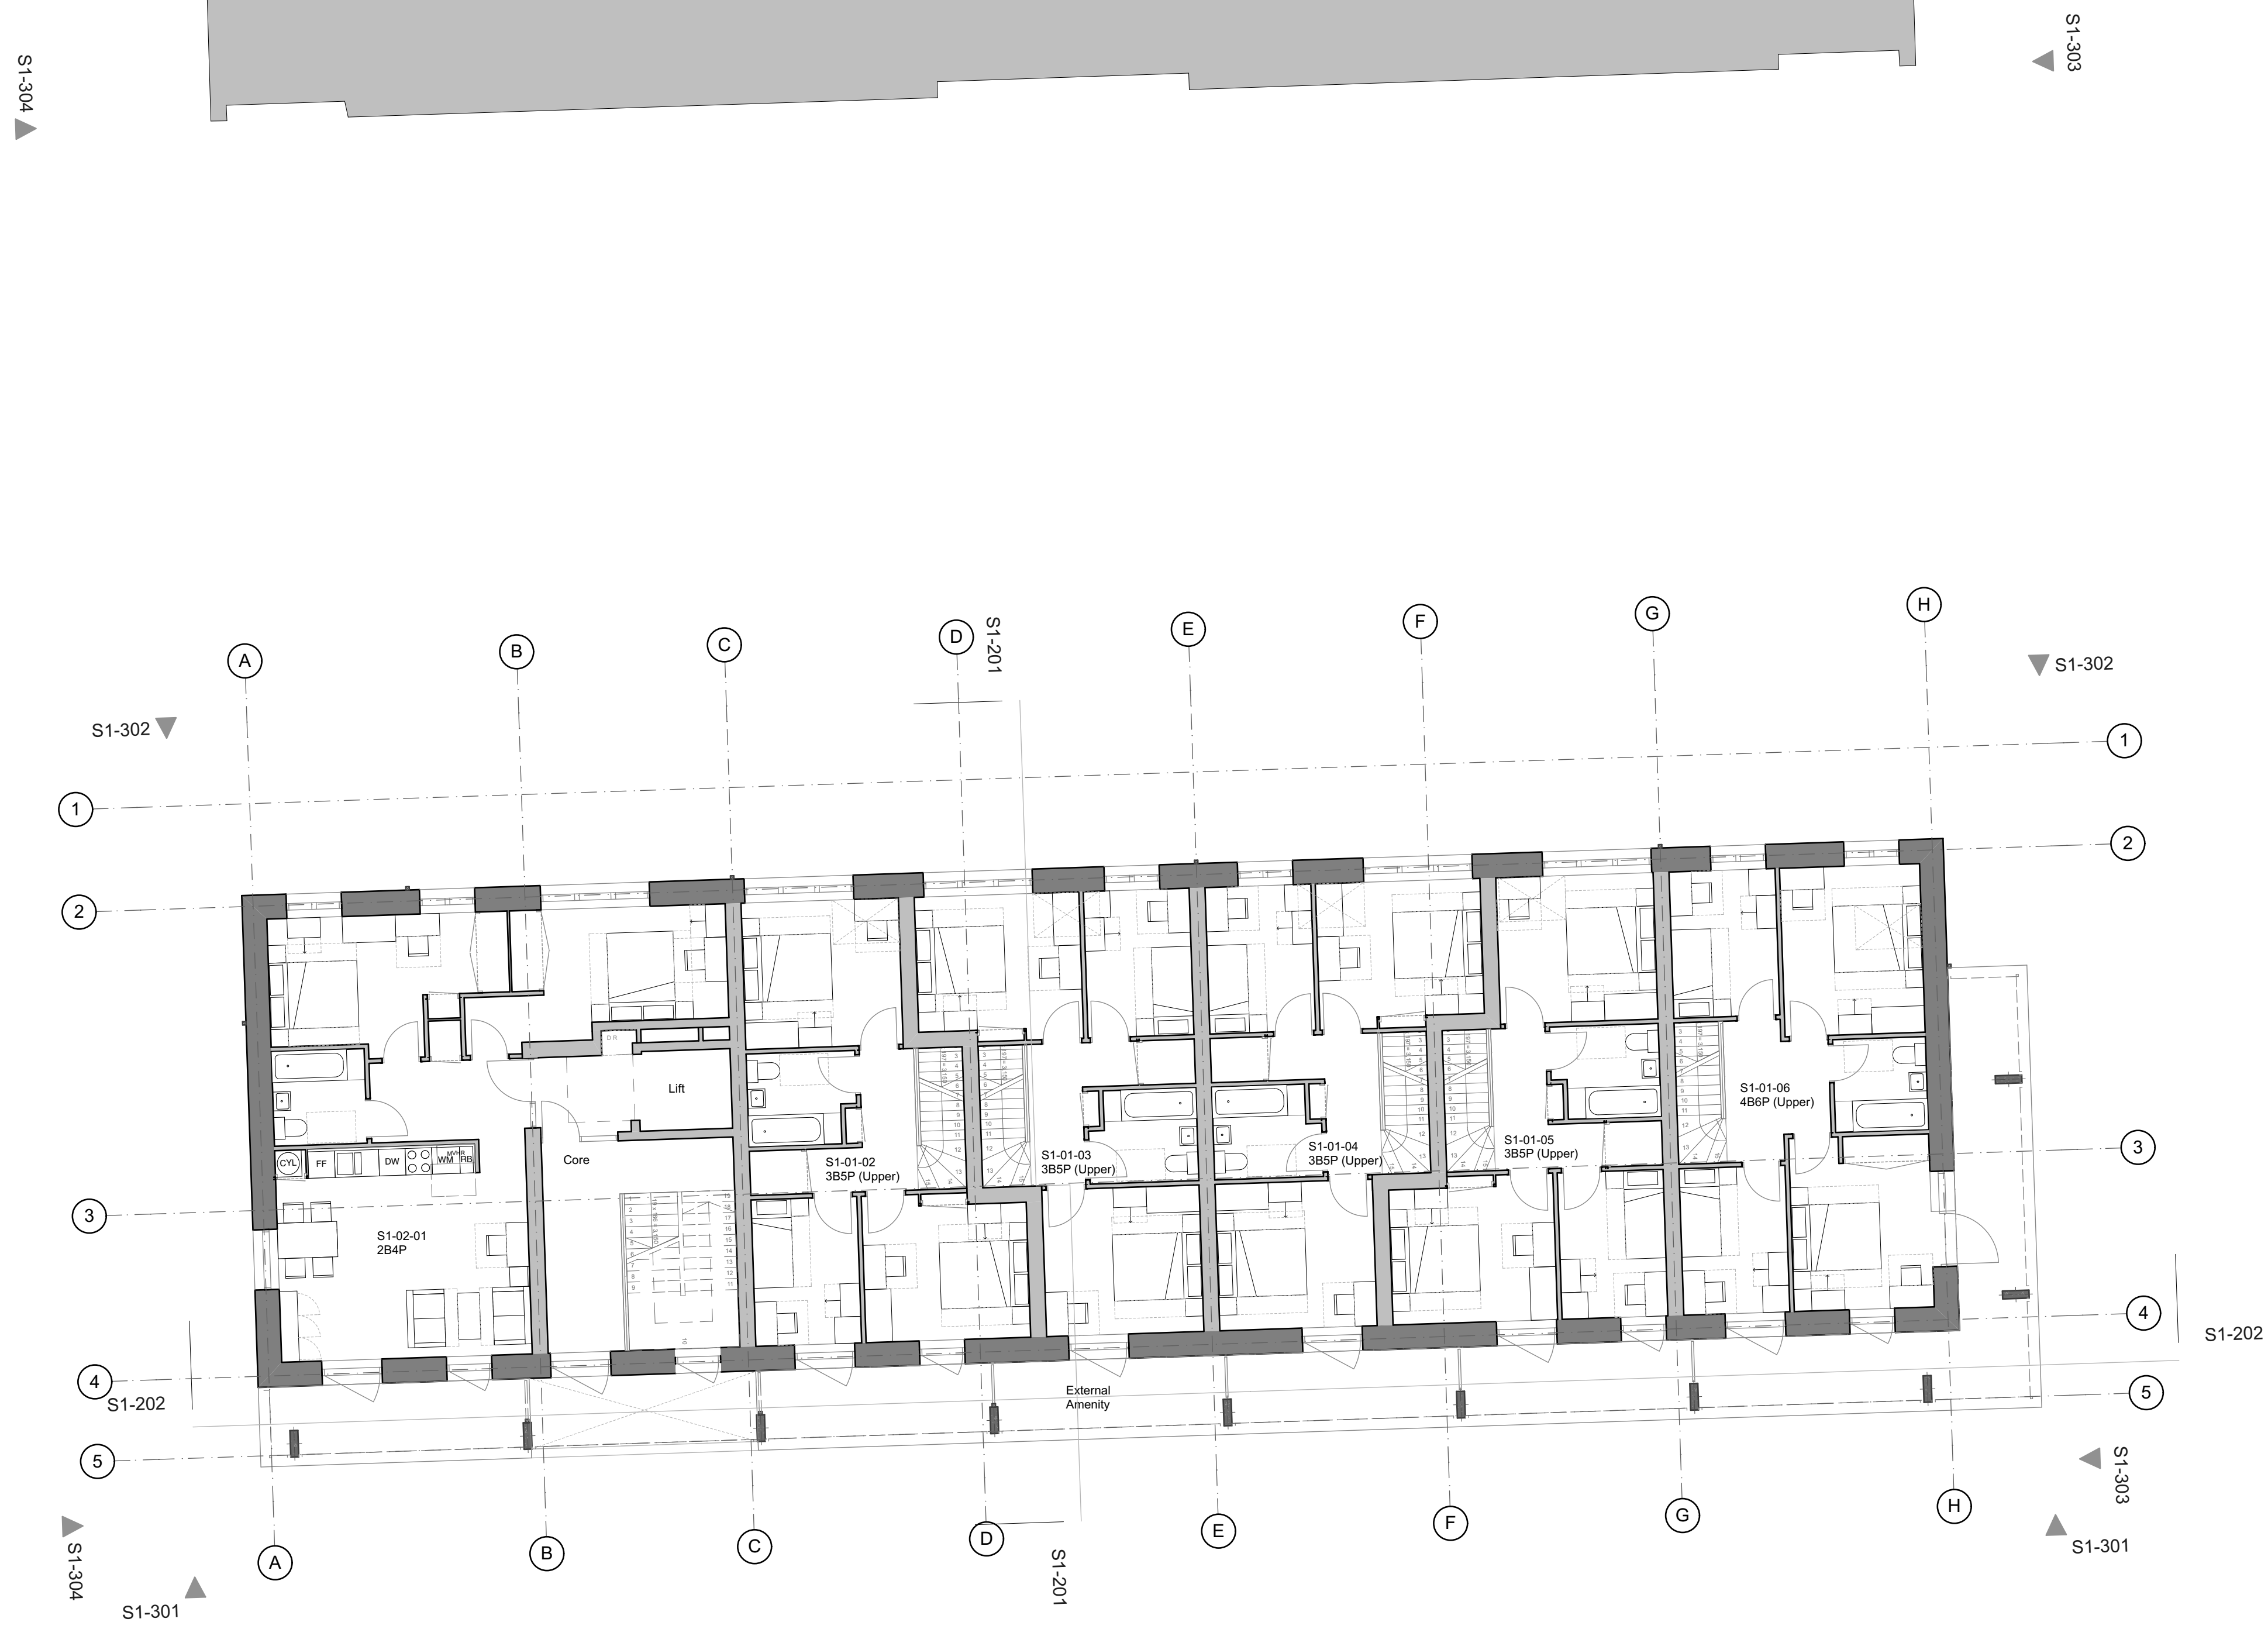 S1-304
S1-303
A
B
C
D
S1-201
E
F
G
H
S1-302
S1-302
1
1
2
2
DR
Lift
Core
CYL
FF
DW
MVHR
WM
RB
S1-02-01
2B4P
S1-01-02
3B5P (Upper)
S1-01-03
3B5P (Upper)
S1-01-04
3B5P (Upper)
S1-01-05
3B5P (Upper)
S1-01-06
4B6P (Upper)
3
3
4
4
S1-202
S1-202
External
Amenity
5
5
A
B
C
D
E
F
G
H
S1-304
S1-301
S1-201
S1-303
S1-301